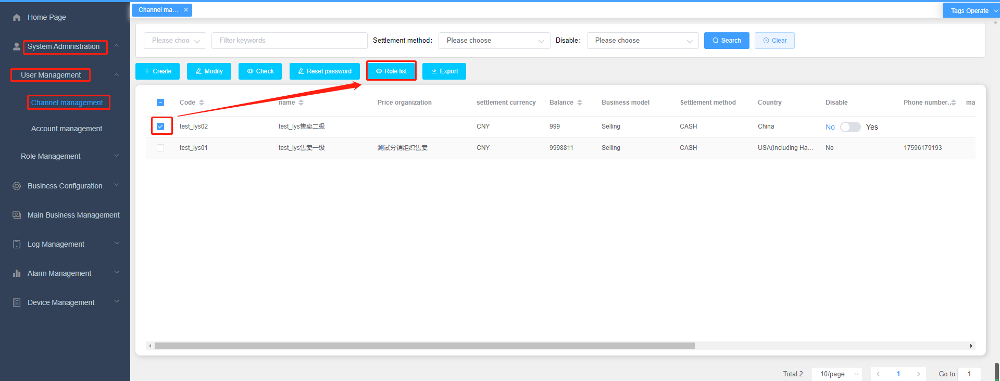 Channel ma...
Tags Operate
Home Page
System Administration
User Management
Channel management
Account management
Role Management
Business Configuration
Main Business Management
Log Management
Alarm Management
Device Management
Please choo
Filter keywords
Settlement method:
Please choose
Disable:
Please choose
Search
Clear
Create
Modify
Check
Reset password
Role list
Export
Code name Price organization settlement currency Balance Business model Settlement method Country Disable Phone number... ma
test_lys02 test_lys售卖二级 CNY 999 Selling CASH China No Yes
test_lys01 test_lys售卖一级 测试分销组织售卖 CNY 9998811 Selling CASH USA(Including Ha... No 17596179193
Total 2 10/page 1 Go to 1